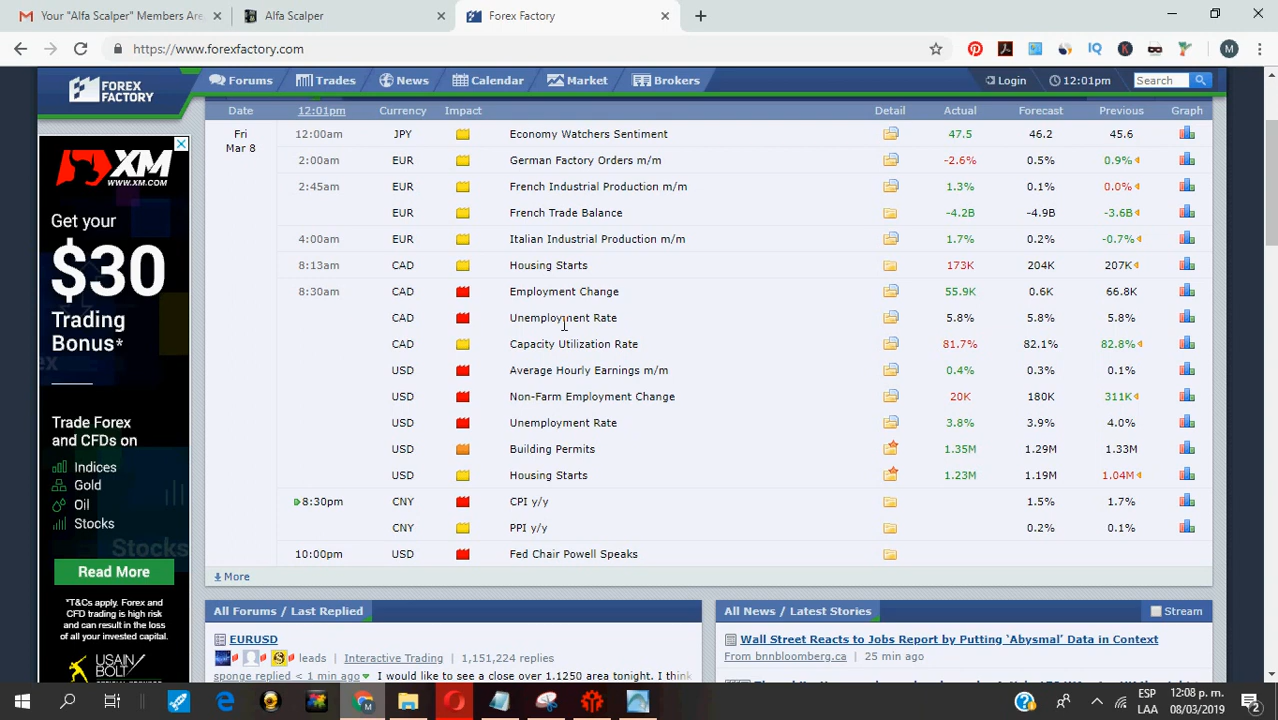 Your "Alfa Scalper" Members Are
Alfa Scalper
Forex Factory
https://www.forexfactory.com
IQ
K
M
FOREX
FACTORY
Forums
Trades
News
Calendar
Market
Brokers
Login
12:01pm
Search
Date 12:01pm Currency Impact Detail Actual Forecast Previous Graph
Fri
Mar 8
12:00am JPY Economy Watchers Sentiment 47.5 46.2 45.6
2:00am EUR German Factory Orders m/m -2.6% 0.5% 0.9%
2:45am EUR French Industrial Production m/m 1.3% 0.1% 0.0%
EUR French Trade Balance -4.2B -4.9B -3.6B
4:00am EUR Italian Industrial Production m/m 1.7% 0.2% -0.7%
8:13am CAD Housing Starts 173K 204K 207K
8:30am CAD Employment Change 55.9K 0.6K 66.8K
CAD Unemployment Rate 5.8% 5.8% 5.8%
CAD Capacity Utilization Rate 81.7% 82.1% 82.8%
USD Average Hourly Earnings m/m 0.4% 0.3% 0.1%
USD Non-Farm Employment Change 20K 180K 311K
USD Unemployment Rate 3.8% 3.9% 4.0%
USD Building Permits 1.35M 1.29M 1.33M
USD Housing Starts 1.23M 1.19M 1.04M
8:30pm CNY CPI y/y 1.5% 1.7%
CNY PPI y/y 0.2% 0.1%
10:00pm USD Fed Chair Powell Speaks
More
XM
WWW.XM.COM
Get your
$30
Trading
Bonus*
Trade Forex
and CFDs on
Indices
Gold
Oil
Stocks
Stocks
Read More
*T&Cs apply. Forex and
CFD trading is high risk
and can result in the
loss of all your invested capital.
USAIN
BOLT
All Forums / Last Replied
EURUSD
leads | Interactive Trading | 1,151,224 replies
sponge replied < 1 min ago I would like to see a close over 1.1250 area tonight. I think
All News / Latest Stories
Stream
Wall Street Reacts to Jobs Report by Putting 'Abysmal' Data in Context
From bnnbloomberg.ca | 25 min ago
ESP
LAA
12:08 p. m.
08/03/2019
2